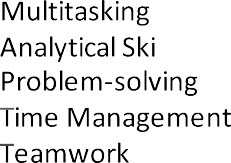 Multitasking
Analytical Ski
Problem-solving
Time Management
Teamwork